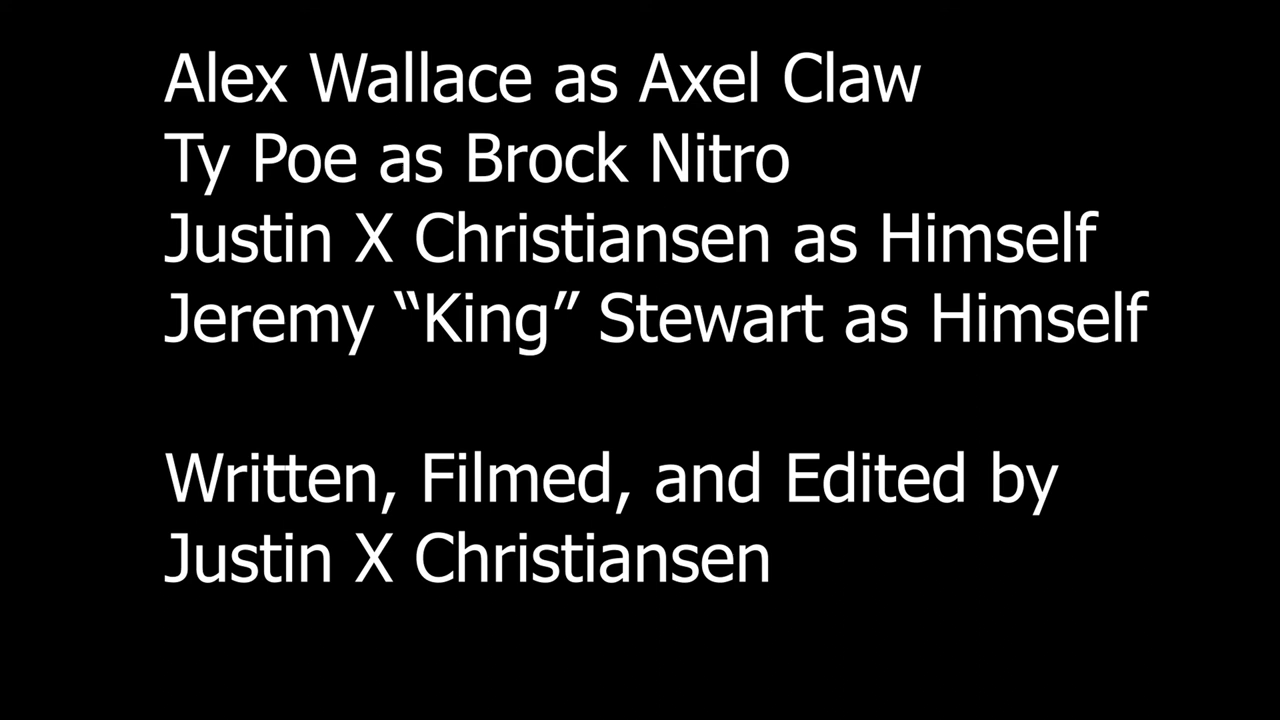 Alex Wallace as Axel Claw
Ty Poe as Brock Nitro
Justin X Christiansen as Himself
Jeremy “King” Stewart as Himself
Written, Filmed, and Edited by
Justin X Christiansen